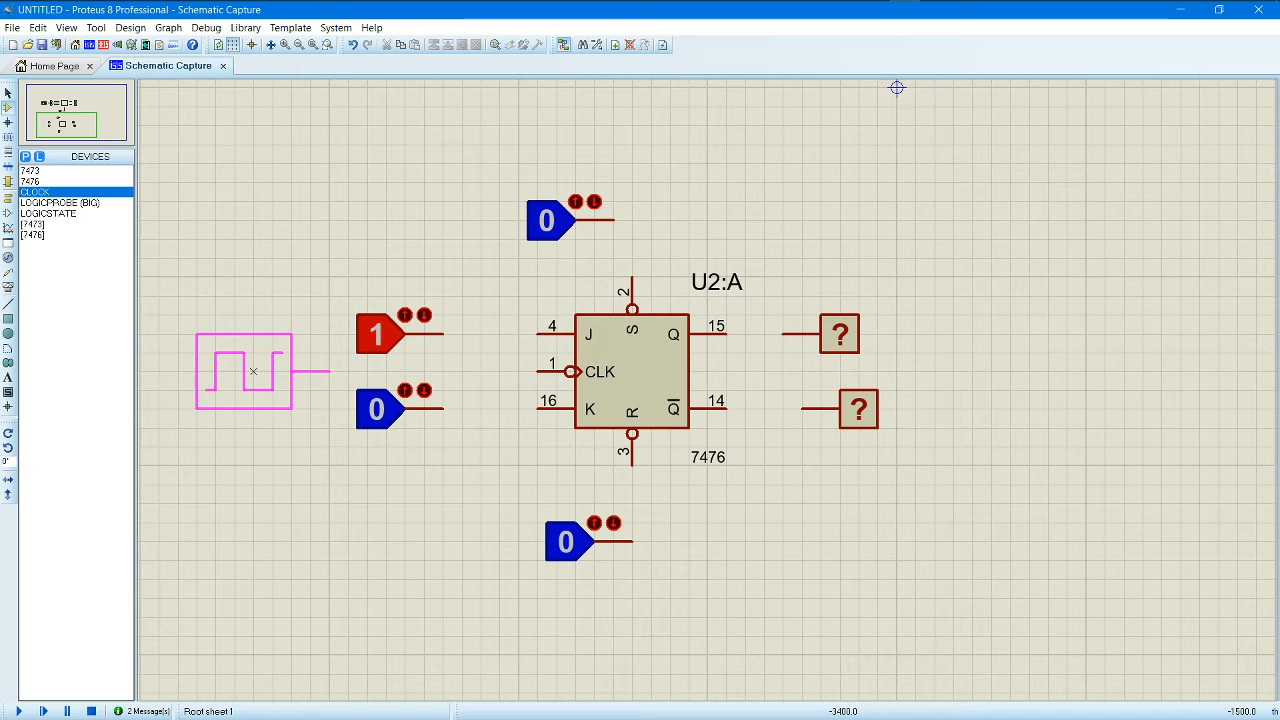 UNTITLED - Proteus 8 Professional - Schematic Capture
File Edit View Tool Design Graph Debug Library Template System Help
Home Page Schematic Capture
P L DEVICES
7473
7476
CLOCK
LOGICPROBE (BIG)
LOGICSTATE
[7473]
[7476]
0
U2:A
2
S
1 4 J Q 15 ?
1 CLK
0 16 K R Q 14 ?
3
7476
0
0°
2 Message(s) Root sheet 1 -3400.0 -1500.0 th